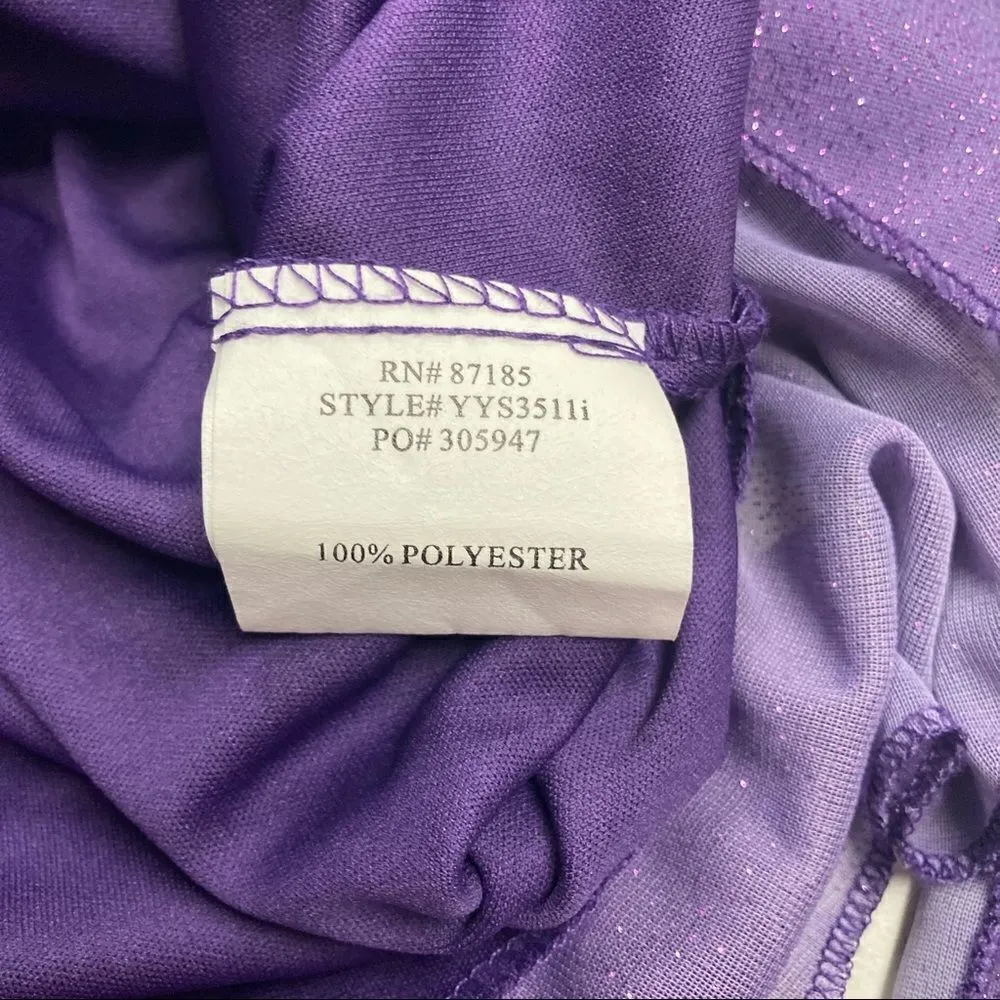 RN# 87185
STYLE# YYS3511i
PO# 305947
100% POLYESTER